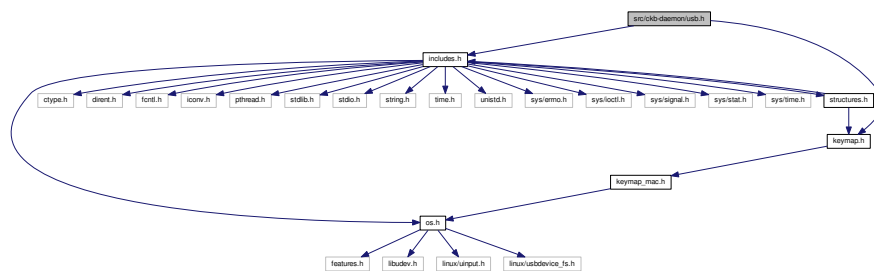 src/ckb-daemon/usb.h
includes.h
ctype.h dirent.h fcntl.h iconv.h pthread.h stdlib.h stdio.h string.h time.h unistd.h sys/errno.h sys/ioctl.h sys/signal.h sys/stat.h sys/time.h structures.h
keymap.h
keymap_mac.h
os.h
features.h libudev.h linux/uinput.h linux/usbdevice_fs.h